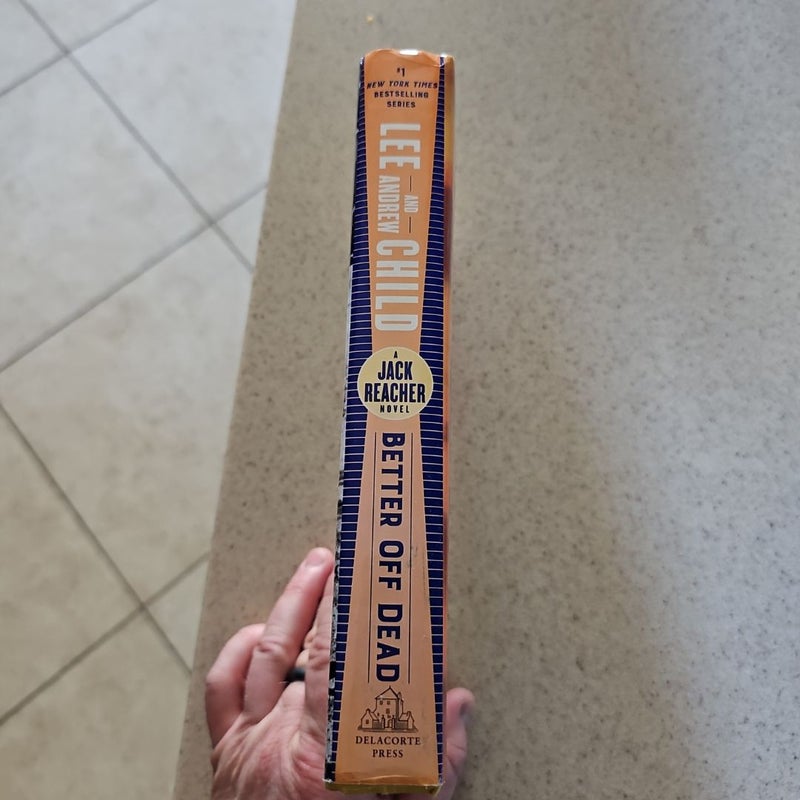 #1
NEW YORK TIMES
BESTSELLING
SERIES
LEE
AND
ANDREW
CHILD
A
JACK
REACHER
NOVEL
BETTER OFF DEAD
DELACORTE
PRESS